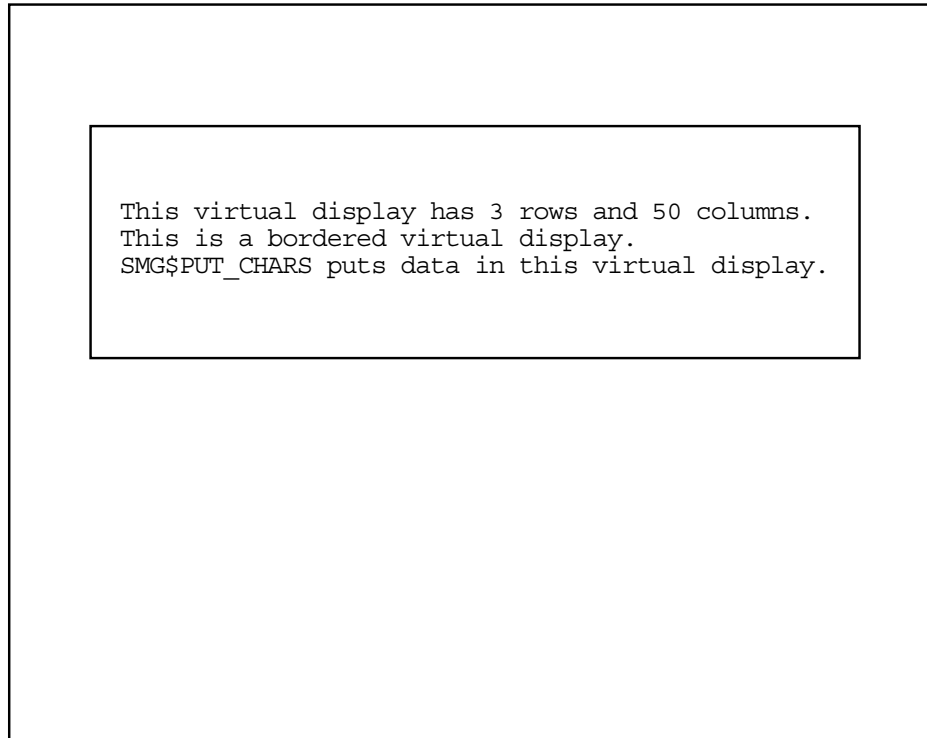 This virtual display has 3 rows and 50 columns.
This is a bordered virtual display.
SMG$PUT_CHARS puts data in this virtual display.